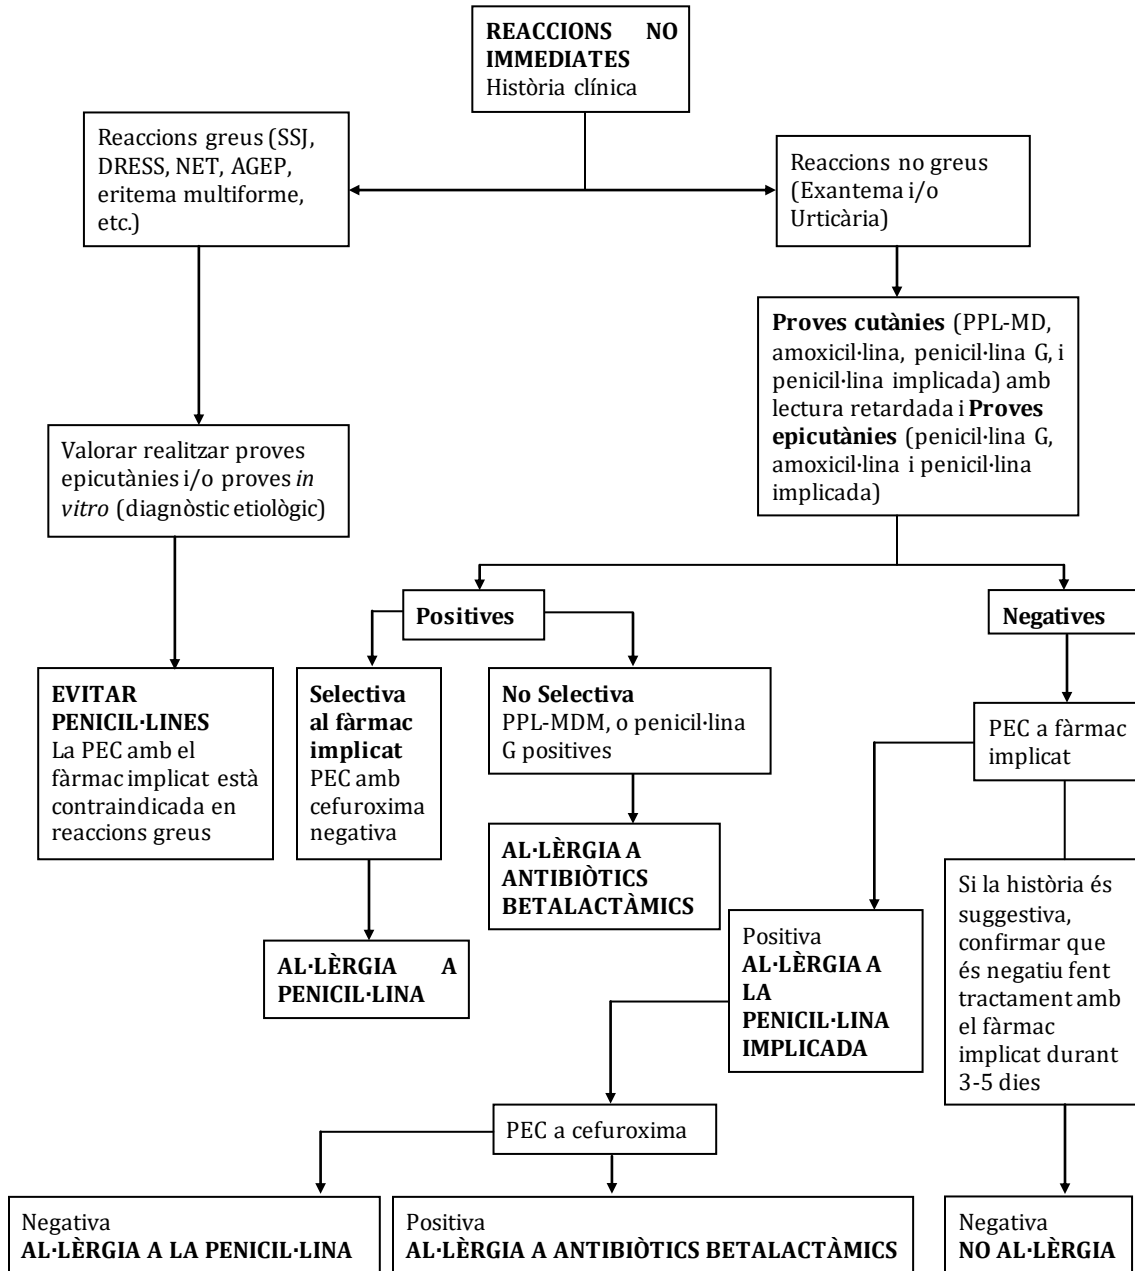 REACCIONS NO
IMMEDIATES
Història clínica
Reaccions greus (SSJ,
DRESS, NET, AGEP,
eritema multiforme,
etc.)
Reaccions no greus
(Exantema i/o
Urticària)
Proves cutànies (PPL-MD,
amoxicil·lina, penicil·lina G, i
penicil·lina implicada) amb
lectura retardada i Proves
epicutànies (penicil·lina G,
amoxicil·lina i penicil·lina
implicada)
Valorar realitzar proves
epicutànies i/o proves in
vitro (diagnòstic etiològic)
Positives
Negatives
EVITAR
PENICIL·LINES
La PEC amb el
fàrmac implicat està
contraindicada en
reaccions greus
Selectiva
al fàrmac
implicat
PEC amb
cefuroxima
negativa
No Selectiva
PPL-MDM, o penicil·lina
G positives
PEC a fàrmac
implicat
AL·LÈRGIA A
ANTIBIÒTICS
BETALACTÀMICS
AL·LÈRGIA A
PENICIL·LINA
Positiva
AL·LÈRGIA A
LA
PENICIL·LINA
IMPLICADA
Si la història és
suggestiva,
confirmar que
és negatiu fent
tractament amb
el fàrmac
implicat durant
3-5 dies
PEC a cefuroxima
Negativa
AL·LÈRGIA A LA PENICIL·LINA
Positiva
AL·LÈRGIA A ANTIBIÒTICS BETALACTÀMICS
Negativa
NO AL·LÈRGIA